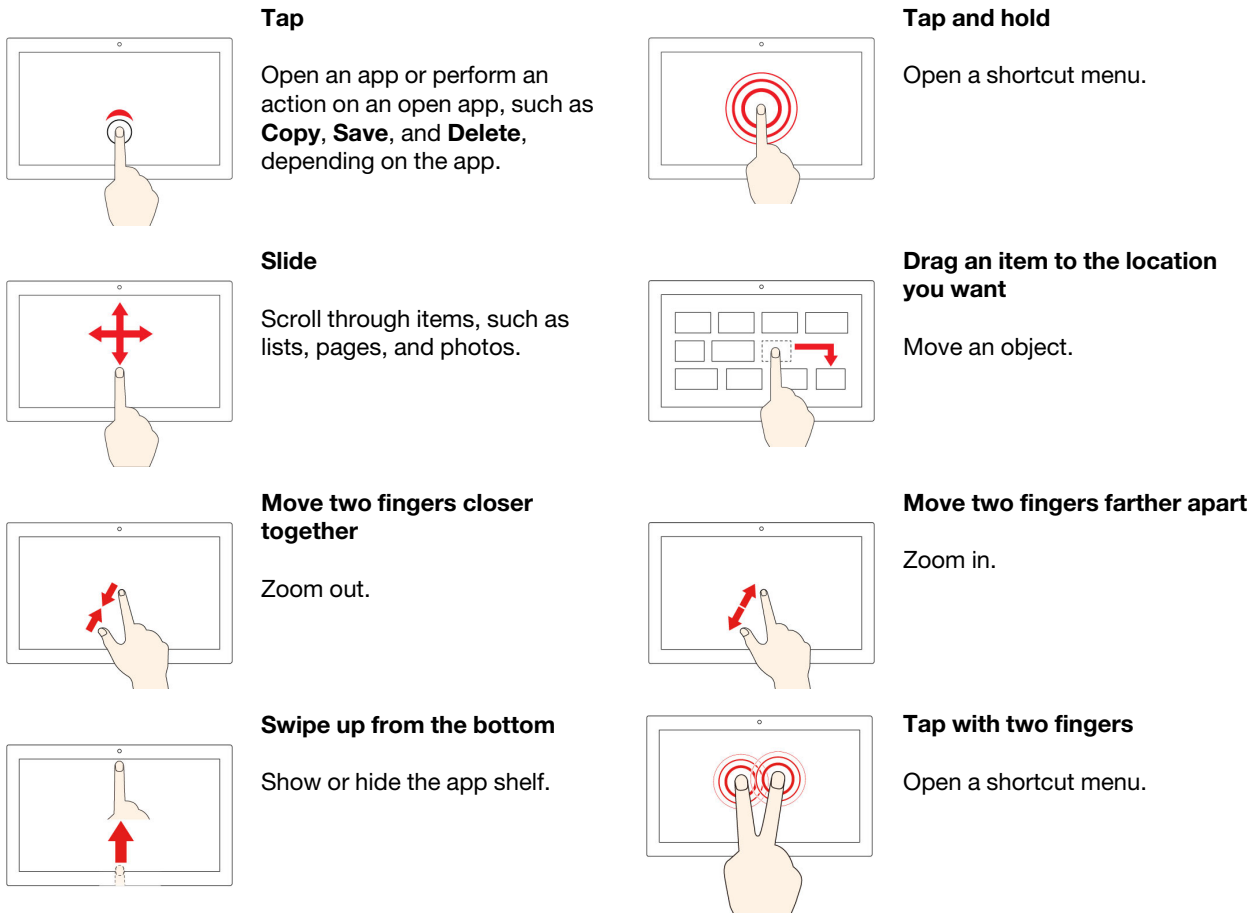 Tap
Open an app or perform an
action on an open app, such as
Copy, Save, and Delete,
depending on the app.
Tap and hold
Open a shortcut menu.
Slide
Scroll through items, such as
lists, pages, and photos.
Drag an item to the location
you want
Move an object.
Move two fingers closer
together
Zoom out.
Move two fingers farther apart
Zoom in.
Swipe up from the bottom
Show or hide the app shelf.
Tap with two fingers
Open a shortcut menu.